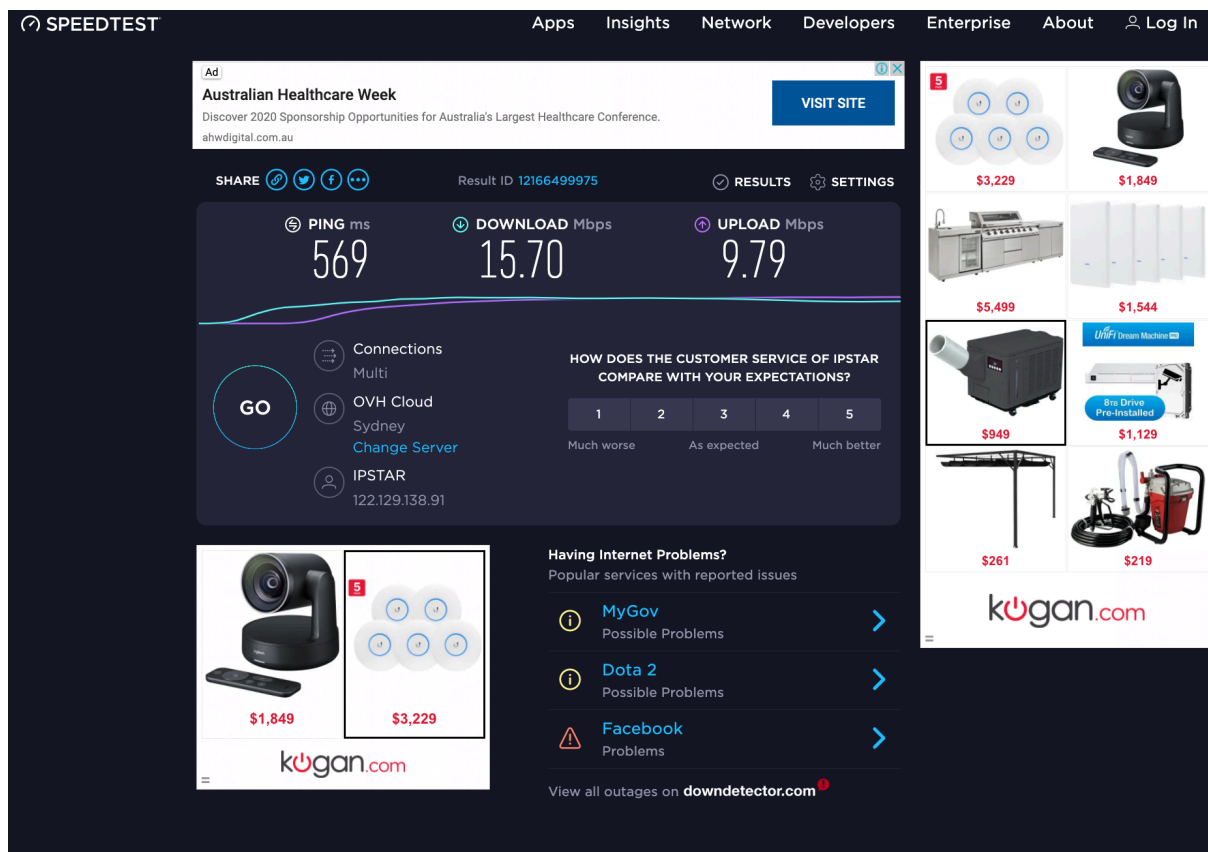 SPEEDTEST
Apps Insights Network Developers Enterprise About Log In
Ad
Australian Healthcare Week
Discover 2020 Sponsorship Opportunities for Australia's Largest Healthcare Conference.
ahwdigital.com.au
VISIT SITE
SHARE
Result ID 12166499975
RESULTS SETTINGS
PING ms
569
DOWNLOAD Mbps
15.70
UPLOAD Mbps
9.79
GO
Connections
Multi
OVH Cloud
Sydney
Change Server
IPSTAR
122.129.138.91
HOW DOES THE CUSTOMER SERVICE OF IPSTAR
COMPARE WITH YOUR EXPECTATIONS?
1 2 3 4 5
Much worse As expected Much better
5
$1,849 $3,229
kogan.com
Having Internet Problems?
Popular services with reported issues
MyGov
Possible Problems
Dota 2
Possible Problems
Facebook
Problems
View all outages on downdetector.com
5
$3,229 $1,849
$5,499 $1,544
UniFi Dream Machine PRO
8TB Drive
Pre-Installed
$949 $1,129
$261 $219
kogan.com